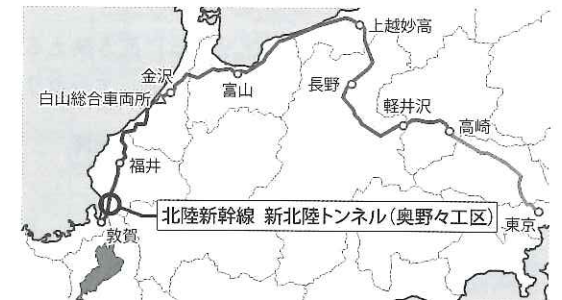 上越妙高
金沢
白山総合車両所
富山
長野
軽井沢
高崎
福井
北陸新幹線 新北陸トンネル(奥野々工区)
東京
敦賀